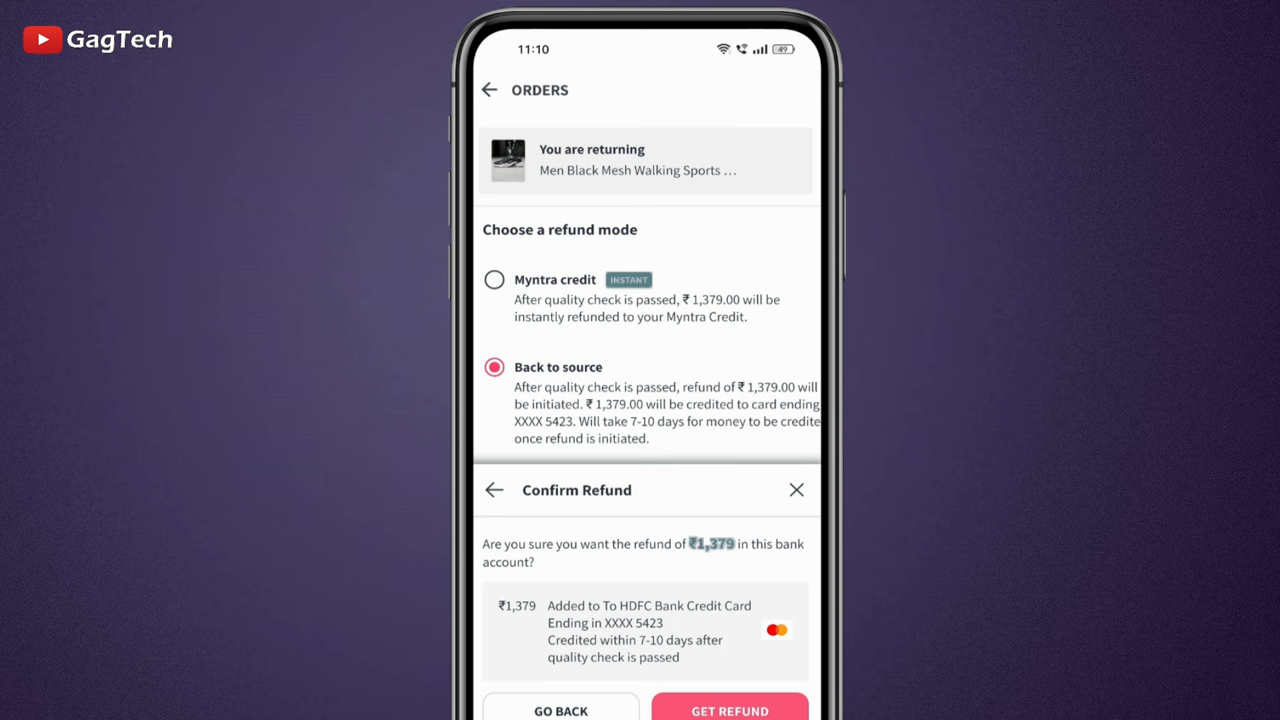 GagTech
11:10
49
ORDERS
You are returning
Men Black Mesh Walking Sports ...
Choose a refund mode
Myntra credit INSTANT
After quality check is passed, ₹ 1,379.00 will be
instantly refunded to your Myntra Credit.
Back to source
After quality check is passed, refund of ₹ 1,379.00 will
be initiated. ₹ 1,379.00 will be credited to card ending
XXXX 5423. Will take 7-10 days for money to be credite
once refund is initiated.
Confirm Refund
Are you sure you want the refund of ₹1,379 in this bank
account?
₹1,379 Added to To HDFC Bank Credit Card
Ending in XXXX 5423
Credited within 7-10 days after
quality check is passed
GO BACK GET REFUND